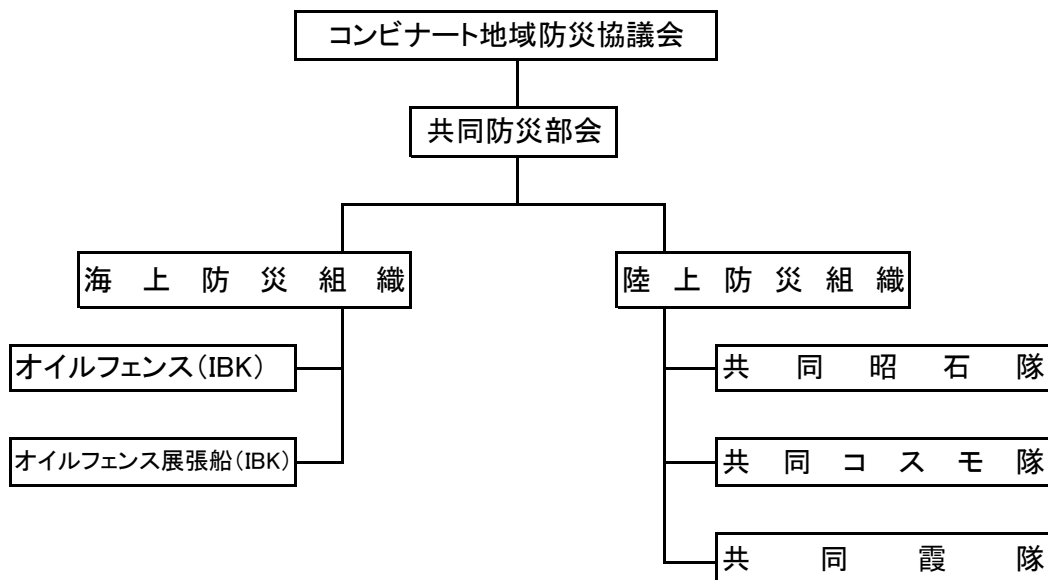 コンビナート地域防災協議会
共同防災部会
海上防災組織
陸上防災組織
オイルフェンス(IBK)
共同昭石隊
オイルフェンス展張船(IBK)
共同コスモ隊
共同霞隊